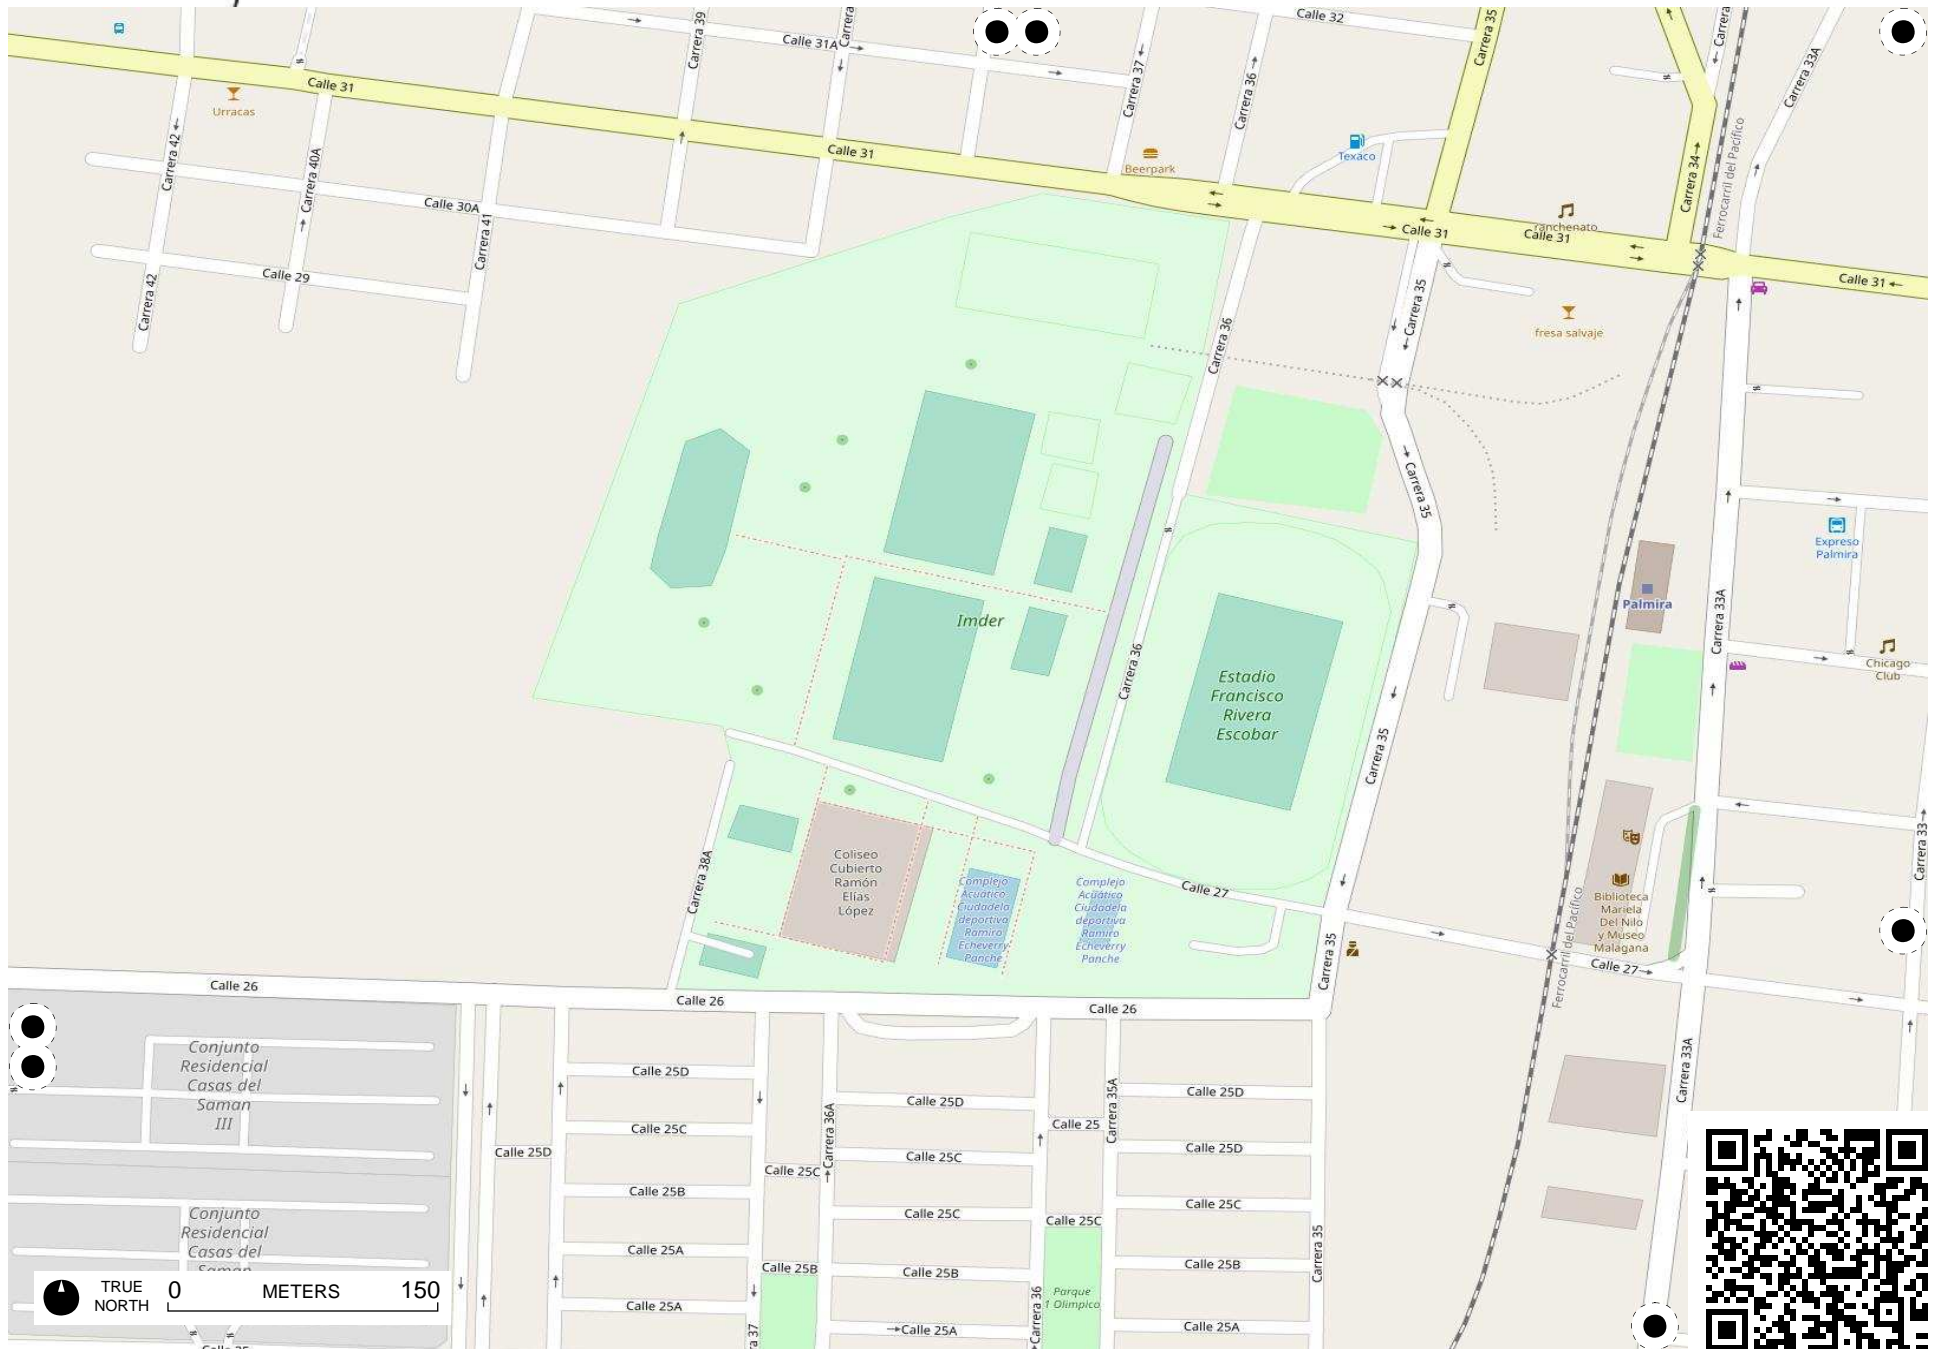 Calle 32
Carrera 39
Carrera
Carrera 35
Carrera
Calle 31A
Carrera 37
Carrera 36
Carrera 33A
Calle 31
Urracas
Carrera 42
Carrera 40A
Calle 31
Beerpark
Texaco
Carrera 34
Ferrocarril del Pacífico
Calle 30A
Carrera 41
ranchenato
Calle 31
Calle 31
Calle 29
Calle 31
Carrera 42
Carrera 35
Carrera 36
fresa salvaje
Carrera 35
Expreso
Palmira
Palmira
Carrera 33A
Imder
Carrera 36
Estadio
Francisco
Rivera
Escobar
Chicago
Club
Carrera 35
Coliseo
Cubierto
Ramón
Elías
López
Carrera 38A
Complejo
Acuático
Ciudadela
deportiva
Ramiro
Echeverry
Panche
Complejo
Acuático
Ciudadela
deportiva
Ramiro
Echeverry
Panche
Calle 27
Carrera 33
Biblioteca
Mariela
Del Nilo
y Museo
Malagana
Carrera 35
Ferrocarril del Pacífico
Calle 27
Calle 26
Calle 26
Calle 26
Conjunto
Residencial
Casas del
Saman
III
Calle 25D
Calle 25D
Calle 25D
Carrera 33A
Carrera 36A
Carrera 35A
Calle 25C
Calle 25
Calle 25D
Calle 25D
Calle 25C
Calle 25C
Calle 25B
Calle 25C
Calle 25C
Calle 25C
Conjunto
Residencial
Casas del
Saman
Calle 25A
Calle 25B
Calle 25B
Calle 25B
Carrera 35
TRUE
NORTH
0 METERS 150
Calle 25A
Carrera 36
Parque
1 Olimpico
Calle 25A
Calle 25A
37